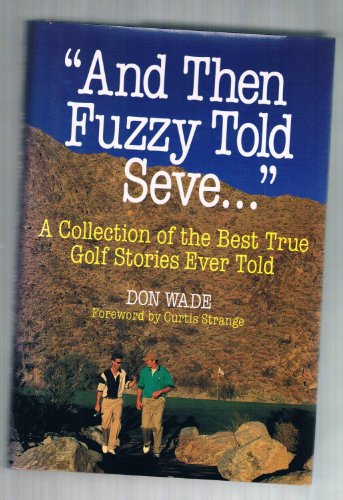 “And Then
Fuzzy Told
Seve...”
A Collection of the Best True
Golf Stories Ever Told
DON WADE
Foreword by Curtis Strange